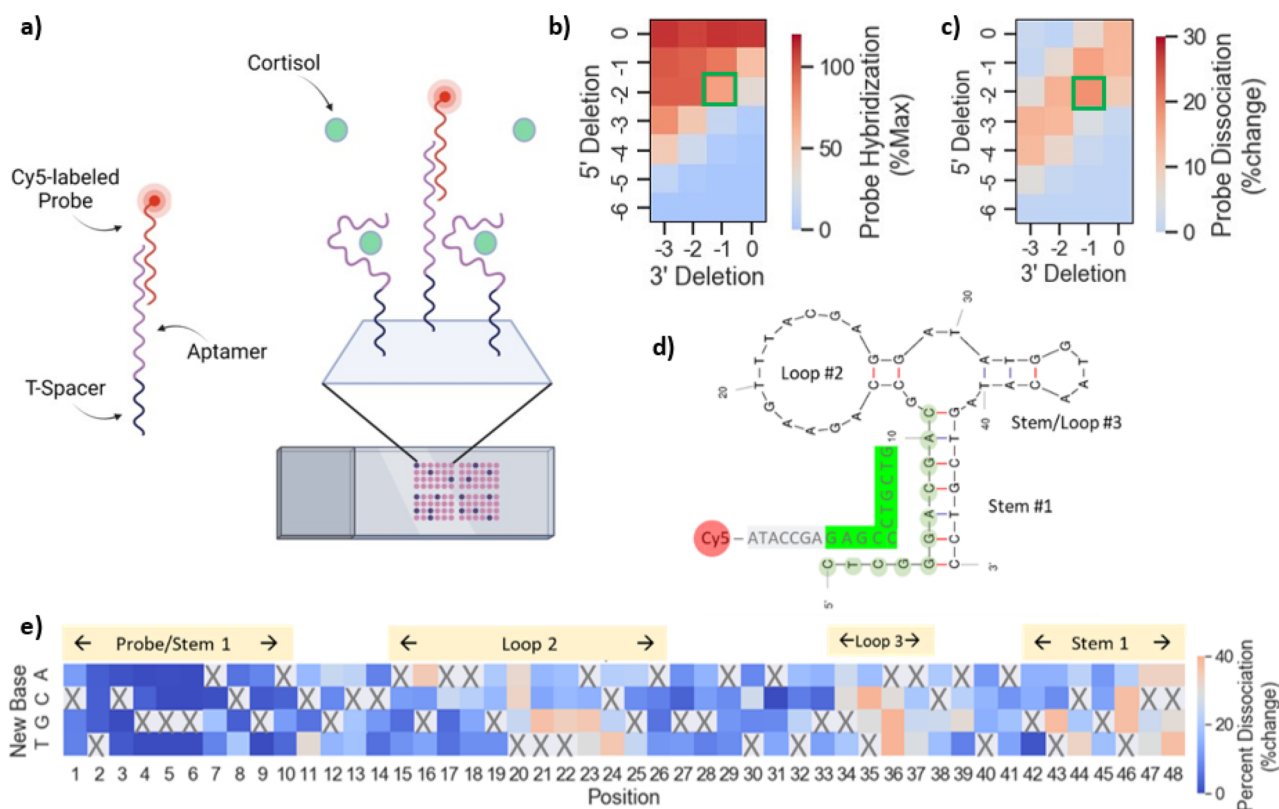 a)
Cortisol
Cy5-labeled
Probe
Aptamer
T-Spacer
b)
5' Deletion
0
-1
-2
-3
-4
-5
-6
-3 -2 -1 0
3' Deletion
100
50
0
Probe Hybridization
(%Max)
c)
5' Deletion
0
-1
-2
-3
-4
-5
-6
-3 -2 -1 0
3' Deletion
30
20
10
0
Probe Dissociation
(%change)
d)
Loop #2
Stem/Loop #3
Stem #1
10
20
30
40
5'
3'
CTCGGGACGACGCCAGAAGTTTACGAGGATATGGTAACATAGTCGTCC
Cy5
ATACCGA
GAGCC
CTGCTG
e)
← Probe/Stem 1 →
← Loop 2 →
← Loop 3 →
← Stem 1 →
New Base
A
C
G
T
X X X X X X X X X X X
X X X X X X X X X X X X
X X X X X X X X X X X X X
X X X X X X X X X
1 2 3 4 5 6 7 8 9 10 11 12 13 14 15 16 17 18 19 20 21 22 23 24 25 26 27 28 29 30 31 32 33 34 35 36 37 38 39 40 41 42 43 44 45 46 47 48
Position
40
20
0
Percent Dissociation
(%change)